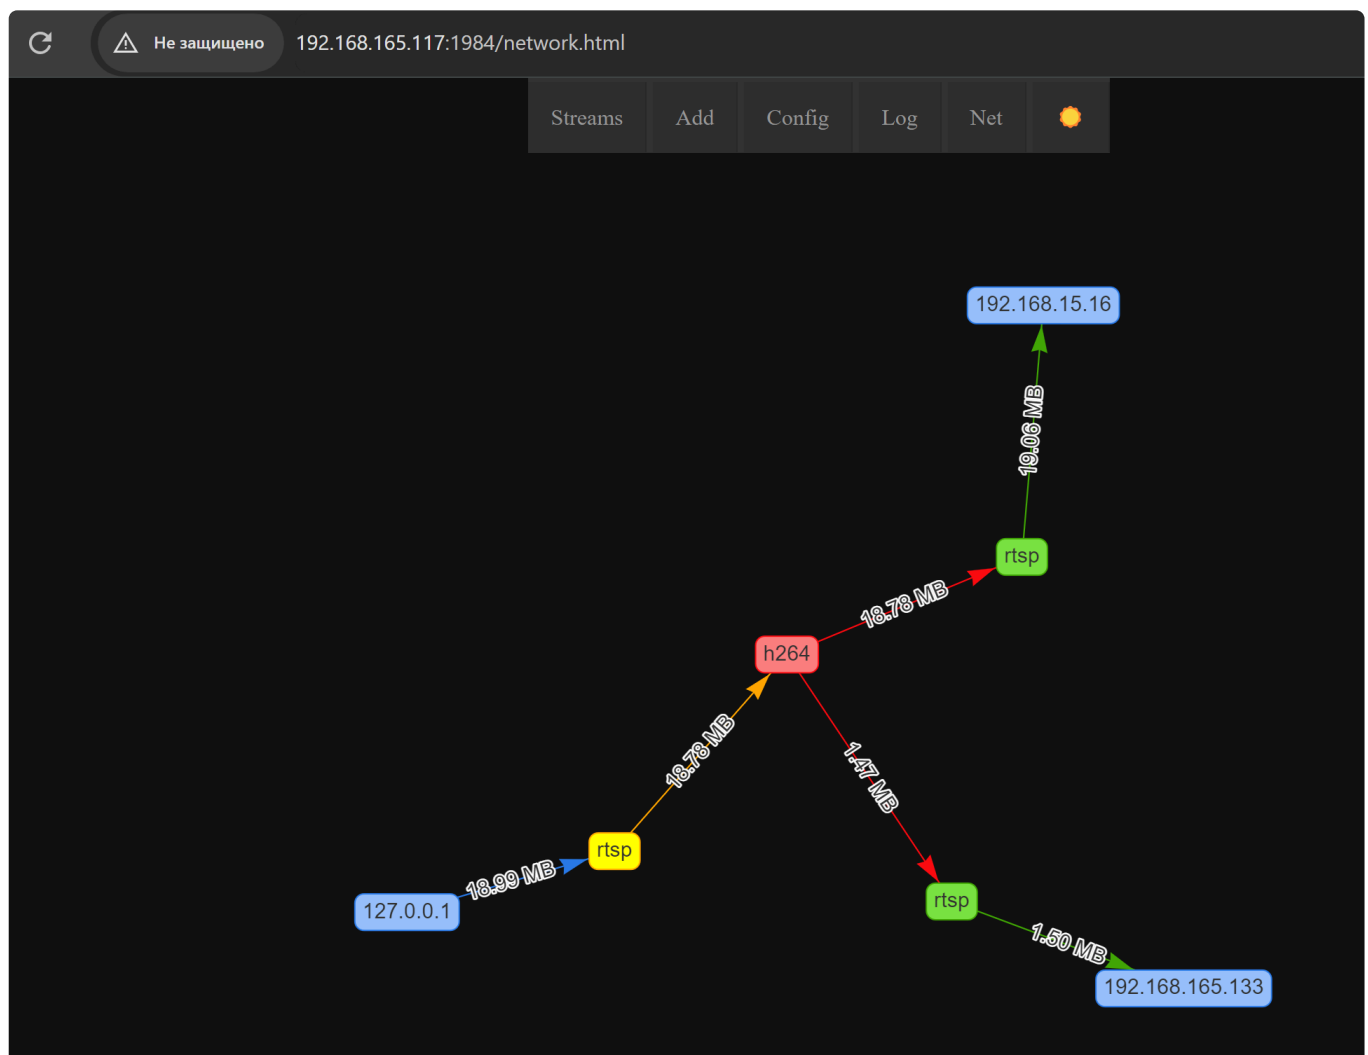 Не защищено 192.168.165.117:1984/network.html
Streams Add Config Log Net
192.168.15.16
19.06 MB
rtsp
18.78 MB
h264
18.78 MB
1.47 MB
rtsp
18.99 MB
127.0.0.1
rtsp
1.50 MB
192.168.165.133